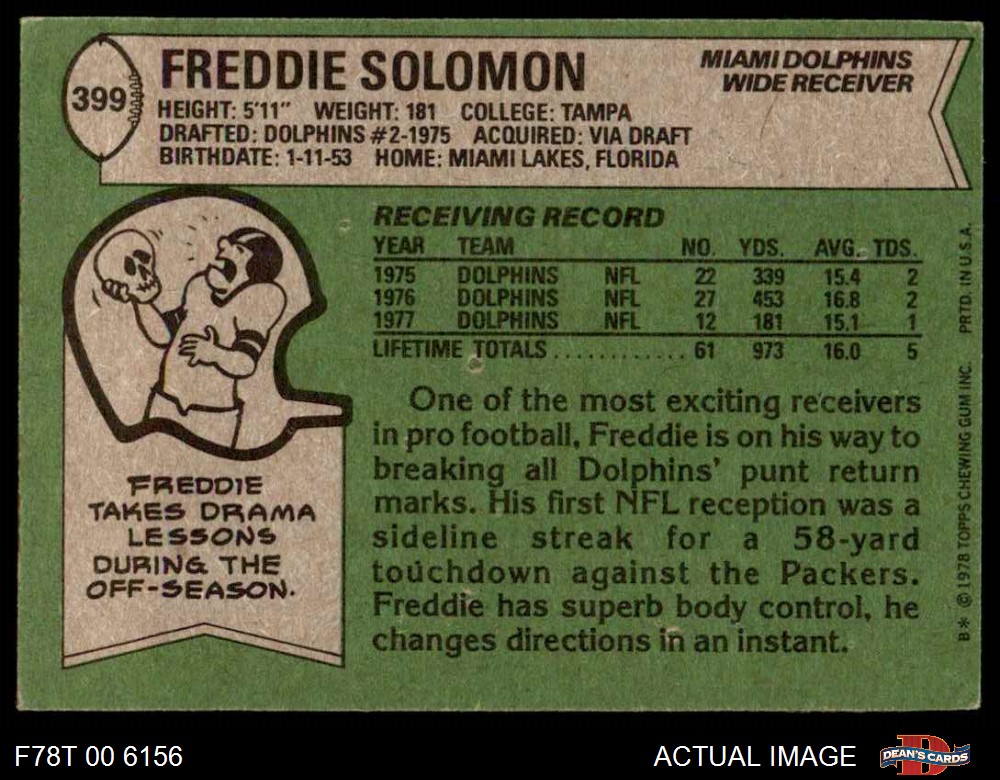 399
FREDDIE SOLOMON
MIAMI DOLPHINS
WIDE RECEIVER
HEIGHT: 5'11" WEIGHT: 181 COLLEGE: TAMPA
DRAFTED: DOLPHINS #2-1975 ACQUIRED: VIA DRAFT
BIRTHDATE: 1-11-53 HOME: MIAMI LAKES, FLORIDA
RECEIVING RECORD
YEAR TEAM NO. YDS. AVG. TDS.
1975 DOLPHINS NFL 22 339 15.4 2
1976 DOLPHINS NFL 27 453 16.8 2
1977 DOLPHINS NFL 12 181 15.1 1
LIFETIME TOTALS ............ 61 973 16.0 5
One of the most exciting receivers
in pro football, Freddie is on his way to
breaking all Dolphins' punt return
marks. His first NFL reception was a
sideline streak for a 58-yard
touchdown against the Packers.
Freddie has superb body control, he
changes directions in an instant.
FREDDIE
TAKES DRAMA
LESSONS
DURING THE
OFF-SEASON.
B* © 1978 TOPPS CHEWING GUM INC. PRTD. IN U.S.A.
F78T 00 6156
ACTUAL IMAGE
D
DEAN'S CARDS